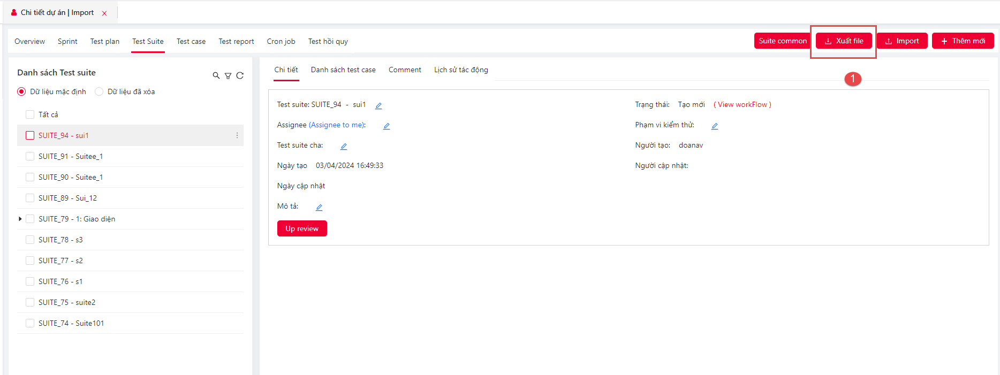 Chi tiết dự án | Import
Overview Sprint Test plan Test Suite Test case Test report Cron job Test hồi quy Suite common Xuất file Import Thêm mới
1
Danh sách Test suite
Dữ liệu mặc định Dữ liệu đã xóa
Tất cả
SUITE_94 - sui1
SUITE_91 - Suitee_1
SUITE_90 - Suitee_1
SUITE_89 - Sui_12
SUITE_79 - 1: Giao diện
SUITE_78 - s3
SUITE_77 - s2
SUITE_76 - s1
SUITE_75 - suite2
SUITE_74 - Suite101
Chi tiết Danh sách test case Comment Lịch sử tác động
Test suite: SUITE_94 - sui1 Trạng thái: Tạo mới ( View workFlow )
Assignee (Assignee to me): Phạm vi kiểm thử:
Test suite cha: Người tạo: doanav
Ngày tạo 03/04/2024 16:49:33 Người cập nhật:
Ngày cập nhật
Mô tả:
Up review